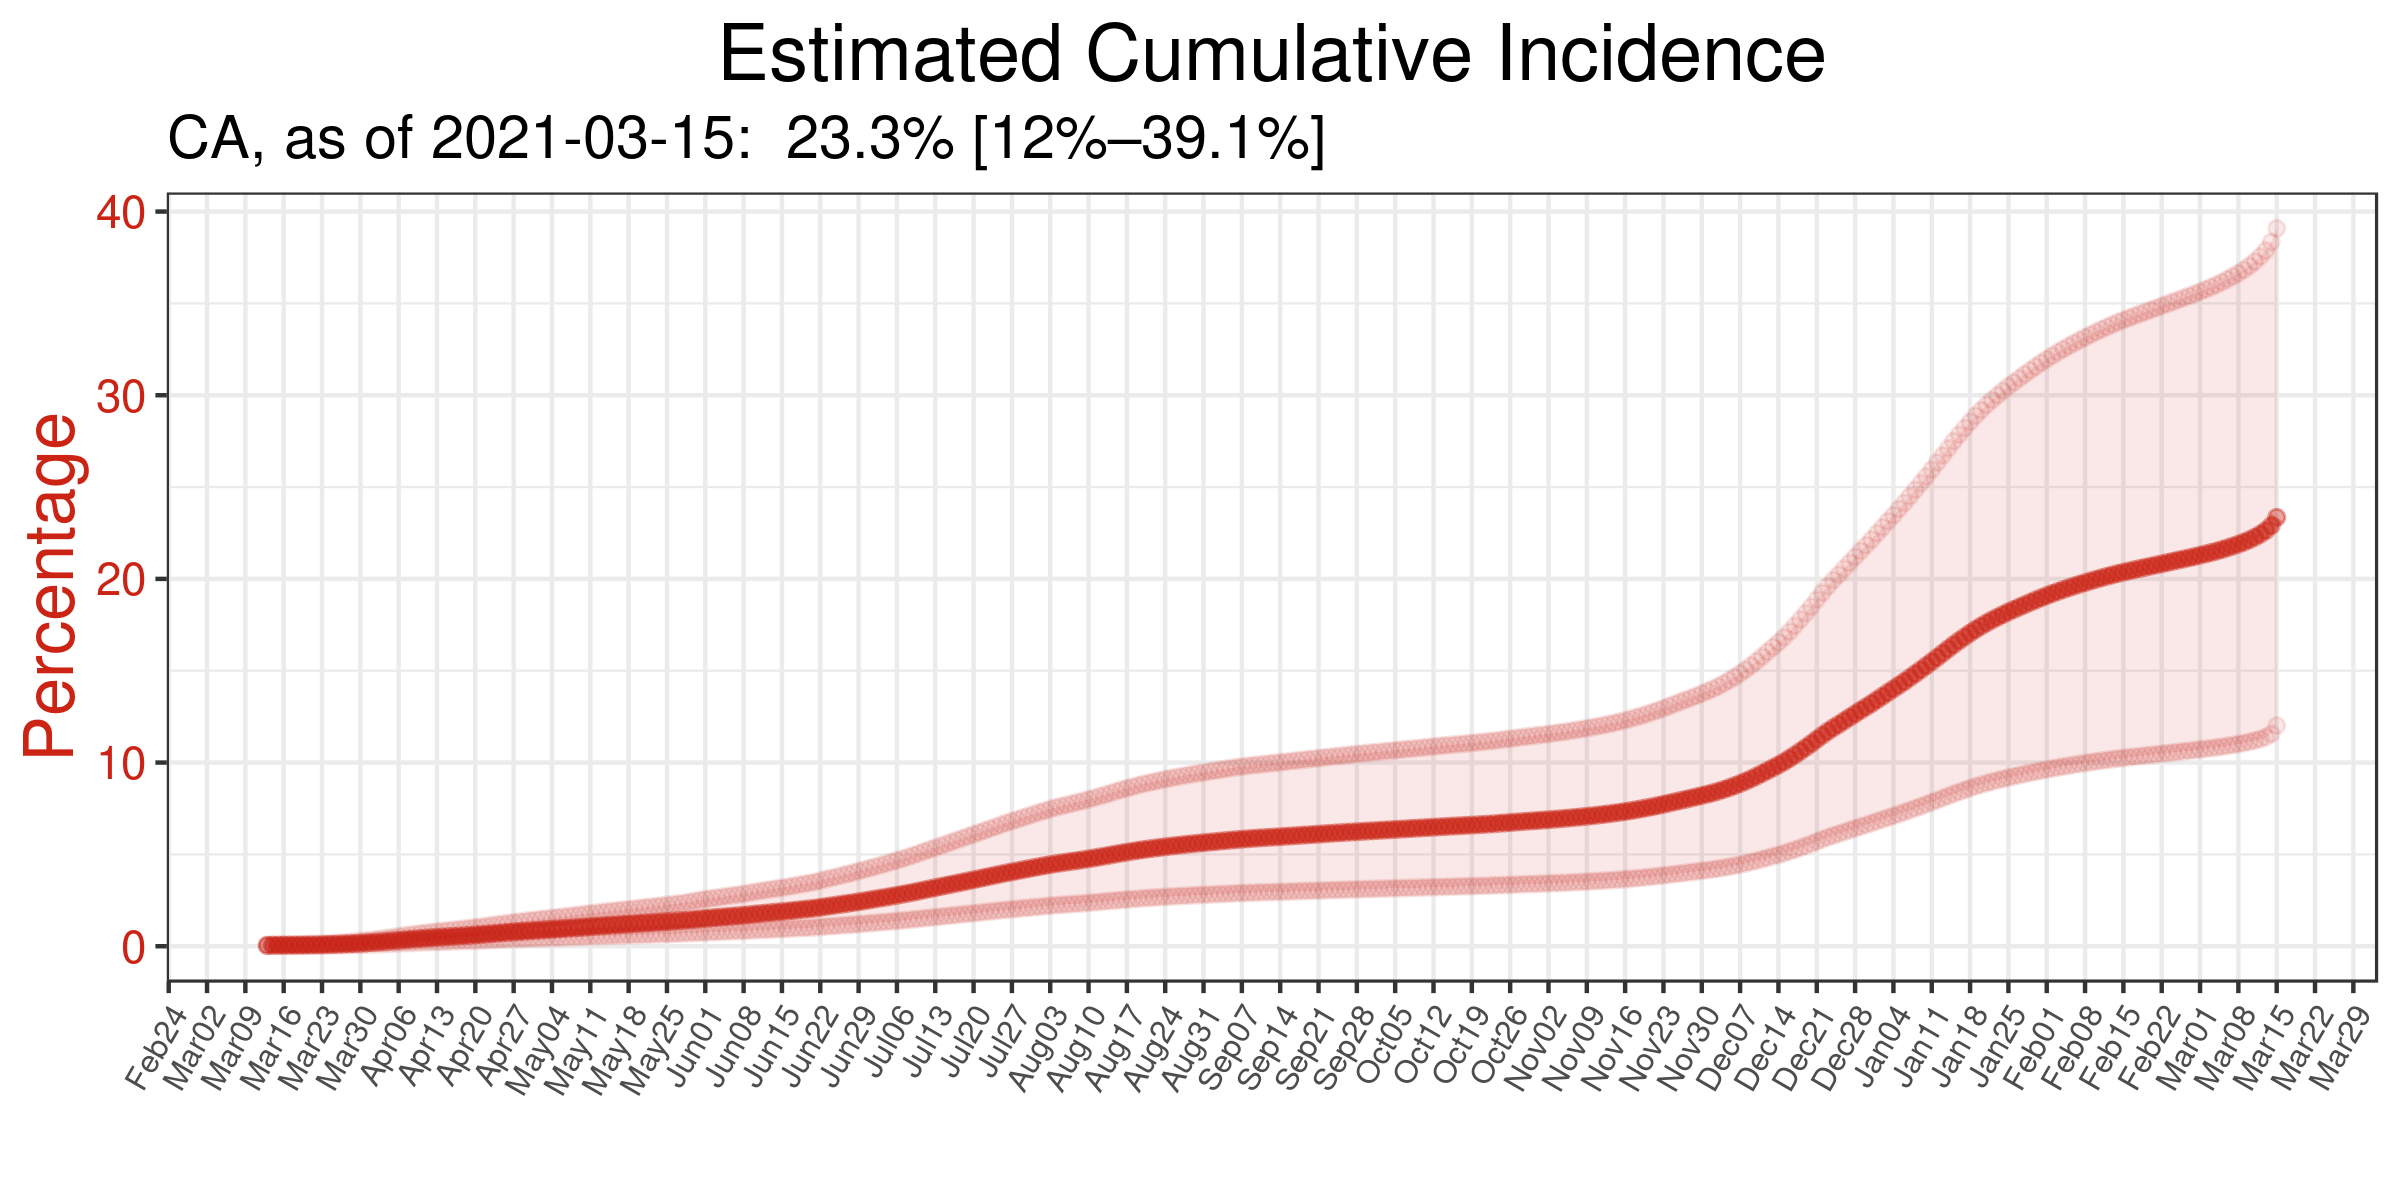 Estimated Cumulative Incidence
CA, as of 2021-03-15:  23.3% [12%–39.1%]
Percentage
40
30
20
10
0
Feb24
Mar02
Mar09
Mar16
Mar23
Mar30
Apr06
Apr13
Apr20
Apr27
May04
May11
May18
May25
Jun01
Jun08
Jun15
Jun22
Jun29
Jul06
Jul13
Jul20
Jul27
Aug03
Aug10
Aug17
Aug24
Aug31
Sep07
Sep14
Sep21
Sep28
Oct05
Oct12
Oct19
Oct26
Nov02
Nov09
Nov16
Nov23
Nov30
Dec07
Dec14
Dec21
Dec28
Jan04
Jan11
Jan18
Jan25
Feb01
Feb08
Feb15
Feb22
Mar01
Mar08
Mar15
Mar22
Mar29